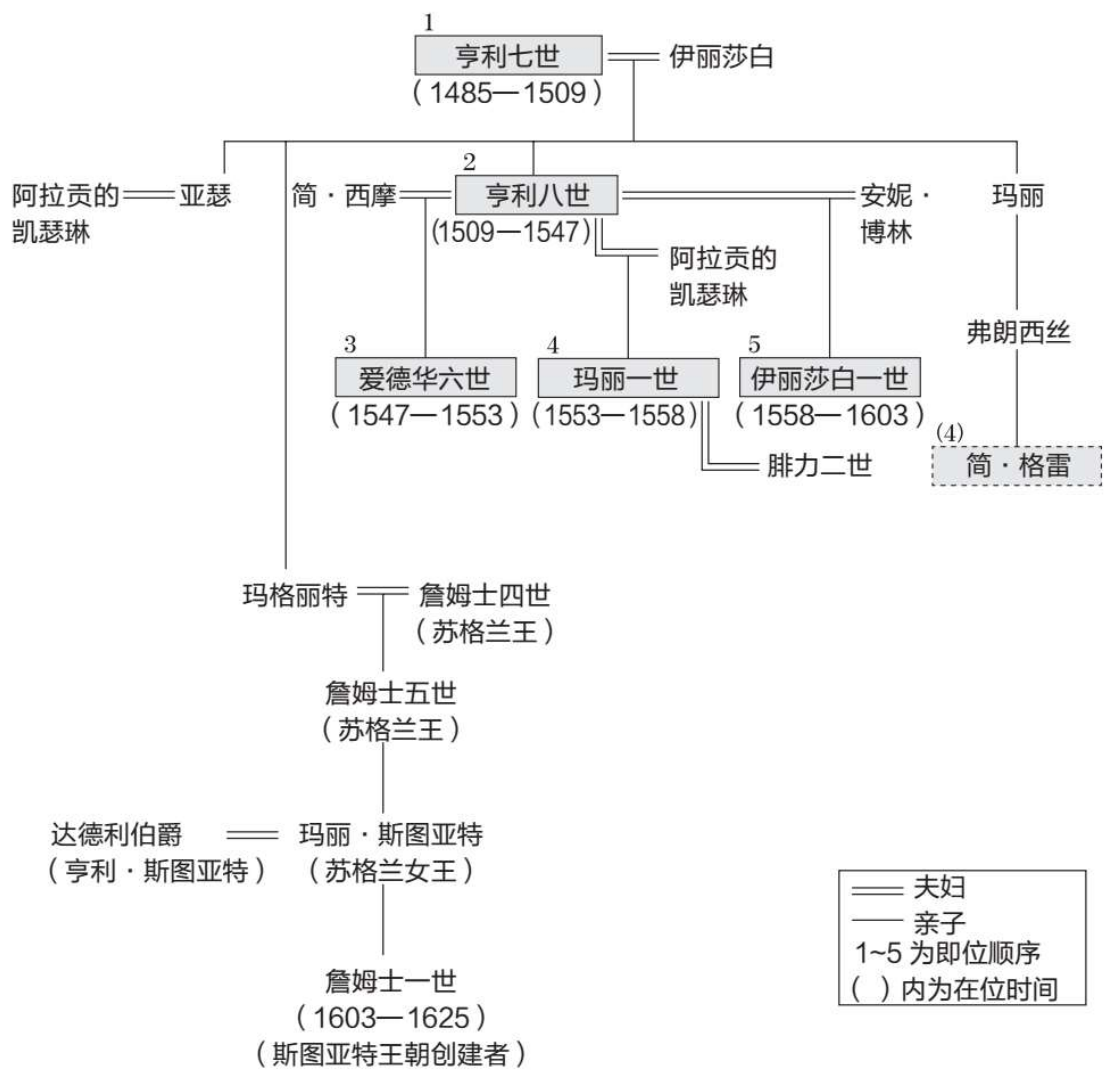 1
亨利七世 伊丽莎白
(1485—1509)
2
阿拉贡的 亚瑟 简·西摩 亨利八世 安妮· 玛丽
凯瑟琳 (1509—1547) 博林
阿拉贡的
凯瑟琳
弗朗西丝
3 4 5
爱德华六世 玛丽一世 伊丽莎白一世
(1547—1553) (1553—1558) (1558—1603)
(4)
腓力二世 简·格雷
玛格丽特 詹姆士四世
(苏格兰王)
詹姆士五世
(苏格兰王)
达德利伯爵 玛丽·斯图亚特
(亨利·斯图亚特) (苏格兰女王)
詹姆士一世
(1603—1625)
(斯图亚特王朝创建者)
夫妇
亲子
1~5 为即位顺序
( ) 内为在位时间